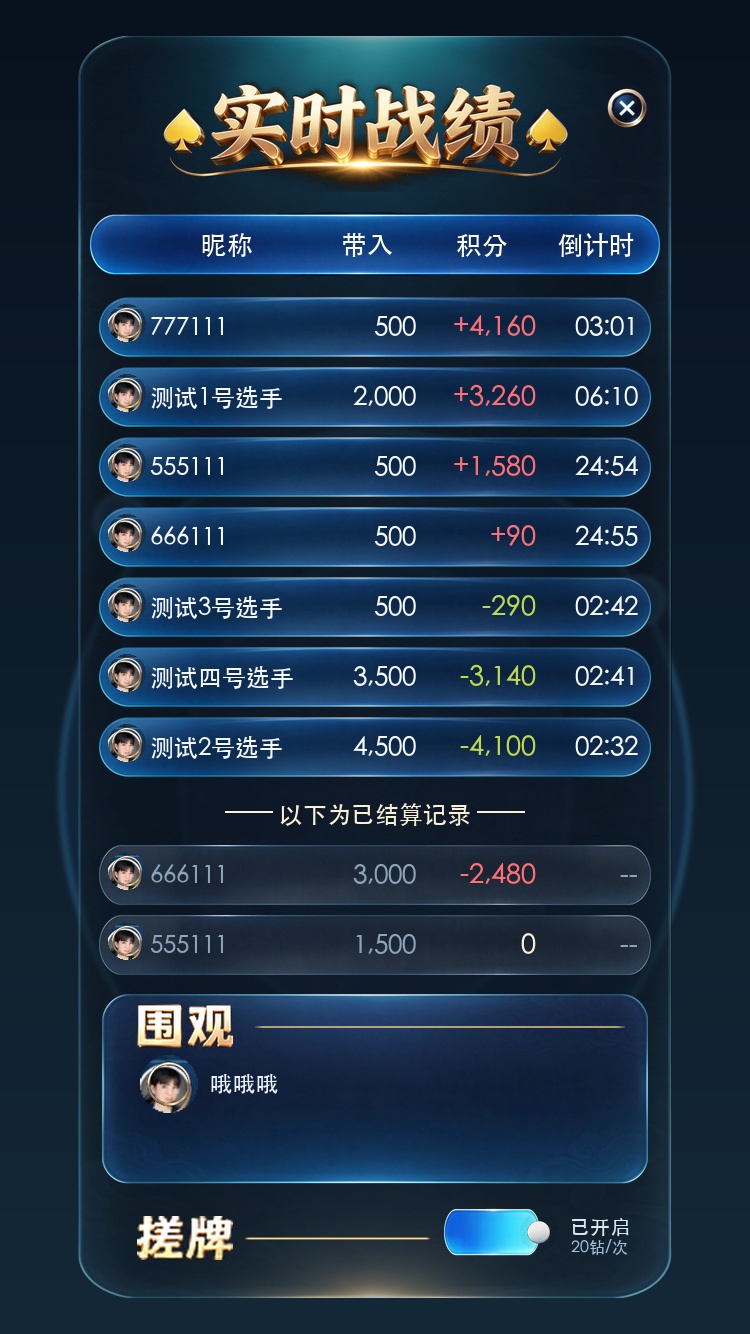 实时战绩
昵称 带入 积分 倒计时
777111 500 +4,160 03:01
测试1号选手 2,000 +3,260 06:10
555111 500 +1,580 24:54
666111 500 +90 24:55
测试3号选手 500 -290 02:42
测试四号选手 3,500 -3,140 02:41
测试2号选手 4,500 -4,100 02:32
以下为已结算记录
666111 3,000 -2,480 --
555111 1,500 0 --
围观
哦哦哦
搓牌 已开启
20钻/次